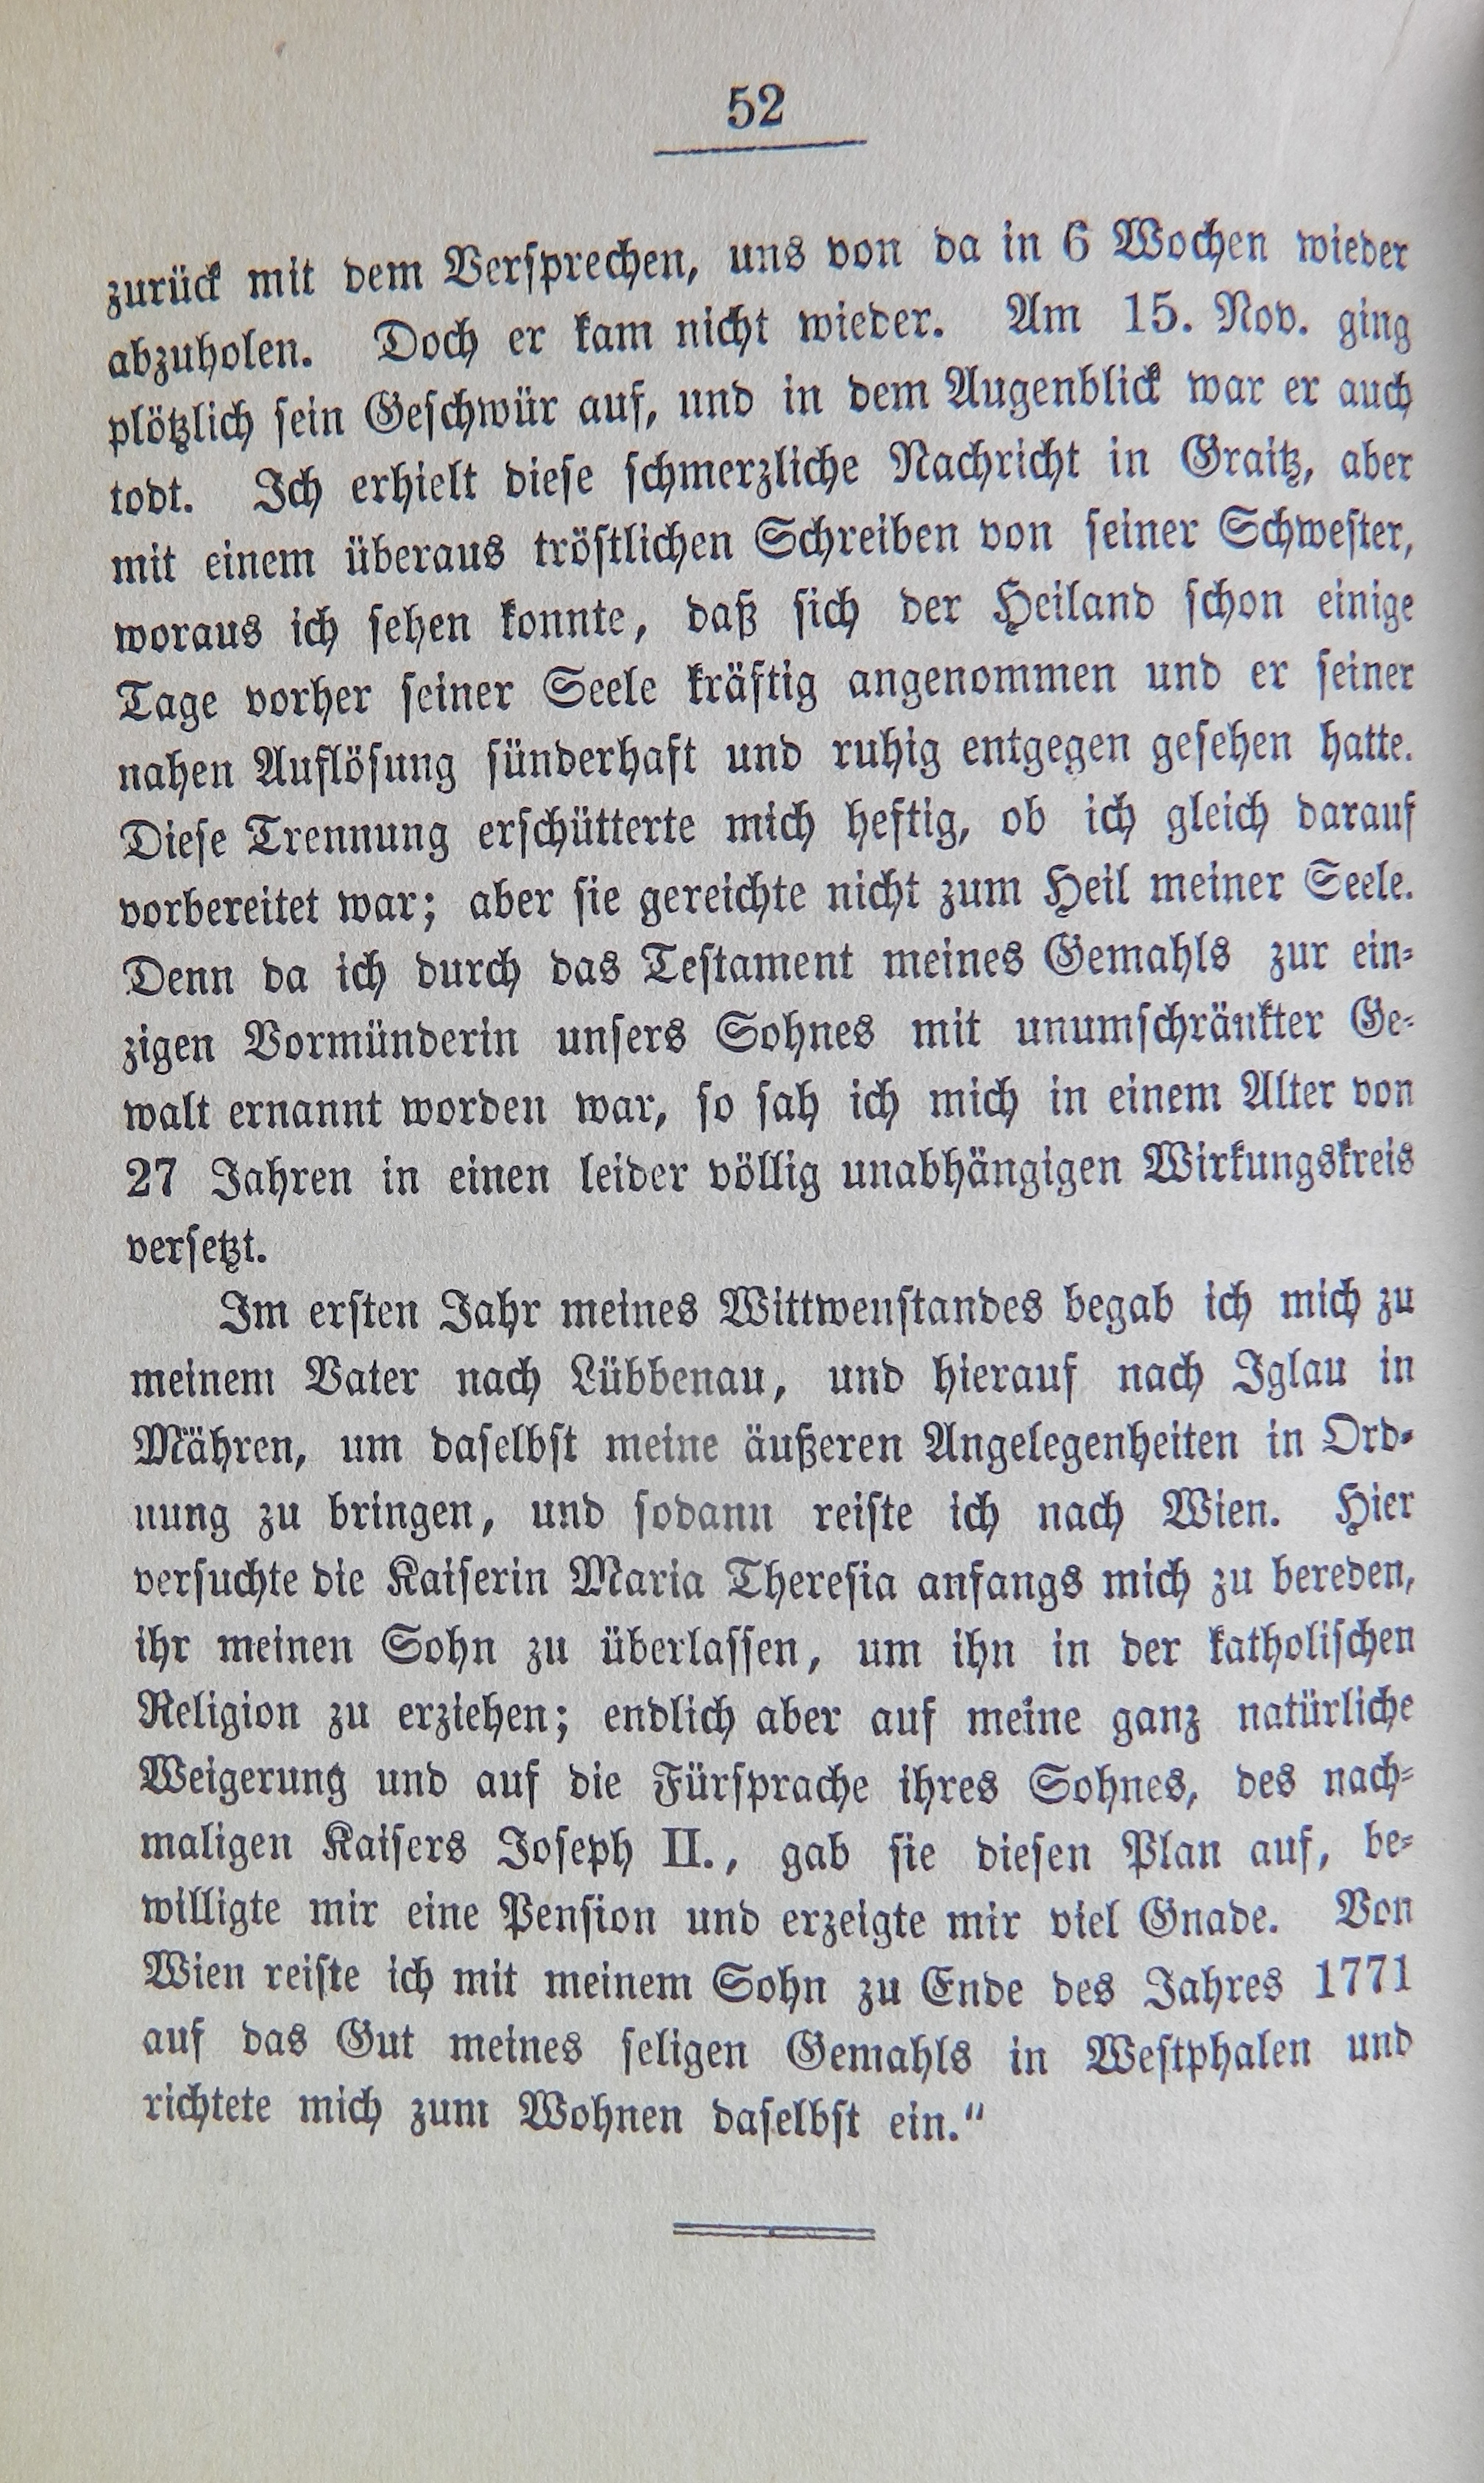 52
zurück mit dem Versprechen, uns von da in 6 Wochen wieder
abzuholen. Doch er kam nicht wieder. Am 15. Nov. ging
plötzlich sein Geschwür auf, und in dem Augenblick war er auch
todt. Ich erhielt diese schmerzliche Nachricht in Graitz, aber
mit einem überaus tröstlichen Schreiben von seiner Schwester,
woraus ich sehen konnte, daß sich der Heiland schon einige
Tage vorher seiner Seele kräftig angenommen und er seiner
nahen Auflösung sünderhaft und ruhig entgegen gesehen hatte.
Diese Trennung erschütterte mich heftig, ob ich gleich darauf
vorbereitet war; aber sie gereichte nicht zum Heil meiner Seele.
Denn da ich durch das Testament meines Gemahls zur ein-
zigen Vormünderin unsers Sohnes mit unumschränkter Ge-
walt ernannt worden war, so sah ich mich in einem Alter von
27 Jahren in einen leider völlig unabhängigen Wirkungskreis
versetzt.
Im ersten Jahr meines Wittwenstandes begab ich mich zu
meinem Vater nach Lübbenau, und hierauf nach Iglau in
Mähren, um daselbst meine äußeren Angelegenheiten in Ord-
nung zu bringen, und sodann reiste ich nach Wien. Hier
versuchte die Kaiserin Maria Theresia anfangs mich zu bereden,
ihr meinen Sohn zu überlassen, um ihn in der katholischen
Religion zu erziehen; endlich aber auf meine ganz natürliche
Weigerung und auf die Fürsprache ihres Sohnes, des nach-
maligen Kaisers Joseph II., gab sie diesen Plan auf, be-
willigte mir eine Pension und erzeigte mir viel Gnade. Von
Wien reiste ich mit meinem Sohn zu Ende des Jahres 1771
auf das Gut meines seligen Gemahls in Westphalen und
richtete mich zum Wohnen daselbst ein.“